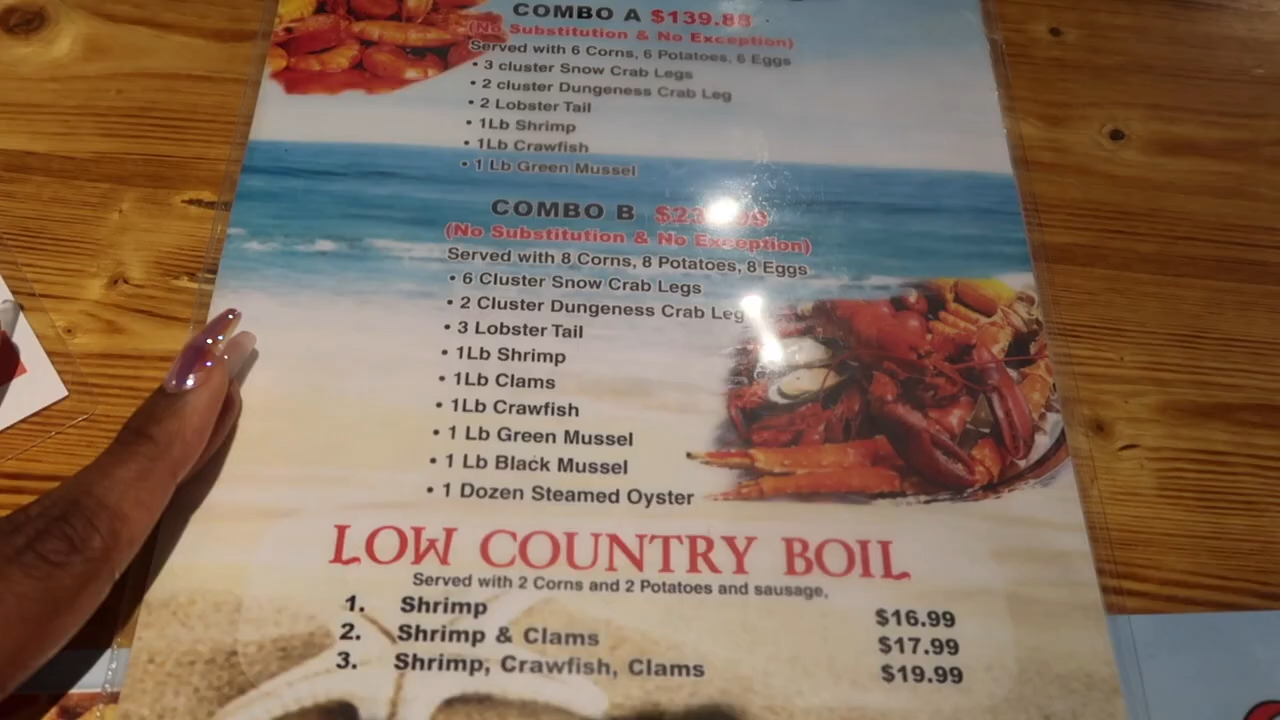 COMBO A $139.88
(No Substitution & No Exception)
Served with 6 Corns, 6 Potatoes, 6 Eggs
• 3 cluster Snow Crab Legs
• 2 cluster Dungeness Crab Leg
• 2 Lobster Tail
• 1Lb Shrimp
• 1Lb Crawfish
• 1 Lb Green Mussel
COMBO B
(No Substitution & No Exception)
Served with 8 Corns, 8 Potatoes, 8 Eggs
• 6 Cluster Snow Crab Legs
• 2 Cluster Dungeness Crab Leg
• 3 Lobster Tail
• 1Lb Shrimp
• 1Lb Clams
• 1Lb Crawfish
• 1 Lb Green Mussel
• 1 Lb Black Mussel
• 1 Dozen Steamed Oyster
LOW COUNTRY BOIL
Served with 2 Corns and 2 Potatoes and sausage,
1. Shrimp $16.99
2. Shrimp & Clams $17.99
3. Shrimp, Crawfish, Clams $19.99